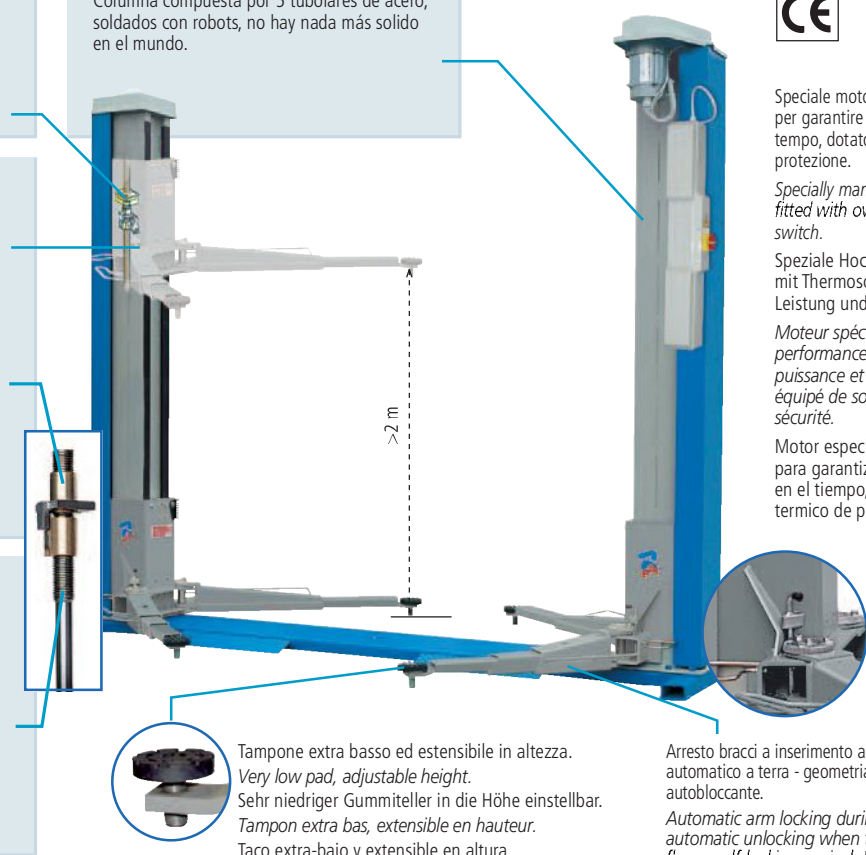 Columna compuesta por 5 tubolares de acero,
soldados con robots, no hay nada más solido
en el mundo.
CE
Speciale moto
per garantire
tempo, dotato
protezione.
Specially man
fitted with ov
switch.
Speziale Hoc
mit Thermosc
Leistung und
Moteur spéc
performance
puissance et
équipé de so
sécurité.
Motor espec
para garantiz
en el tiempo,
termico de p
>2 m
Tampone extra basso ed estensibile in altezza.
Very low pad, adjustable height.
Sehr niedriger Gummiteller in die Höhe einstellbar.
Tampon extra bas, extensible en hauteur.
Taco extra-bajo y extensible en altura
Arresto bracci a inserimento a
automatico a terra - geometria
autobloccante.
Automatic arm locking duri
automatic unlocking when